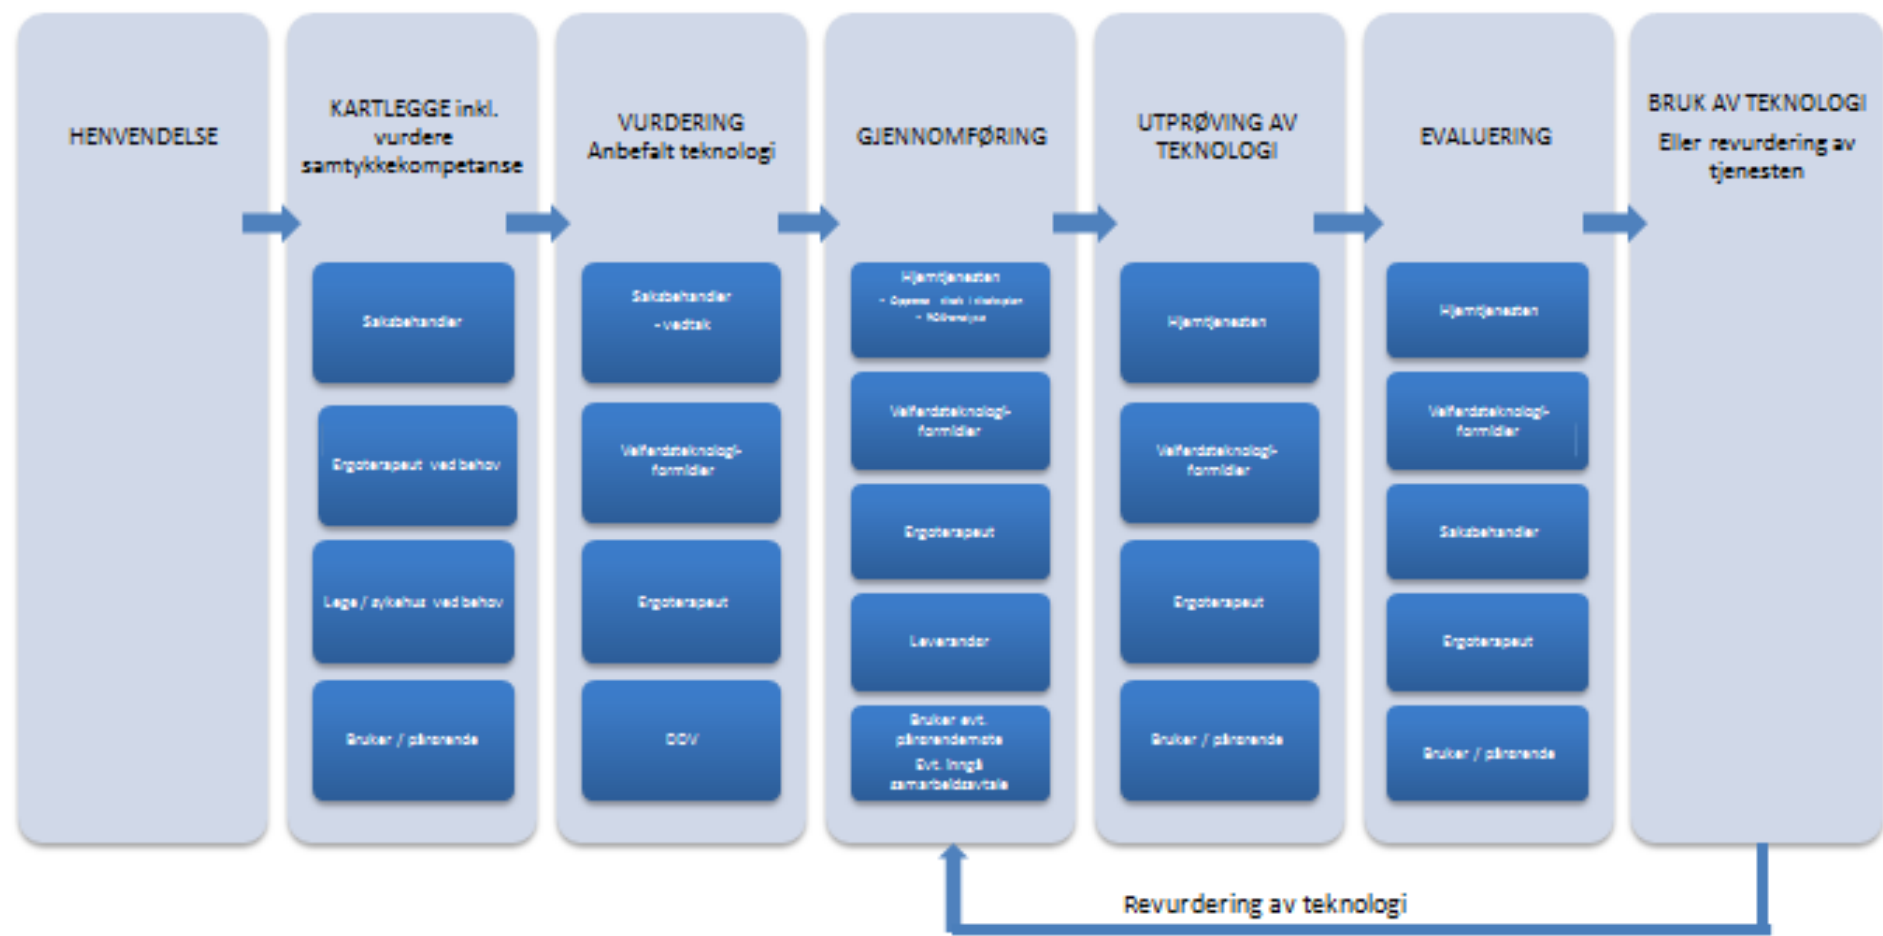 HENVENDELSE
KARTLEGGE inkl.
vurdere
samtykkekompetanse
Saksbehandler
Ergoterapeut ved behov
Lege / sykehus ved behov
Bruker / pårørende
VURDERING
Anbefalt teknologi
Saksbehandler
- vedtak
Velferdsteknologi-
formidler
Ergoterapeut
GJENNOMFØRING
Hjemtjenesten
Velferdsteknologi-
formidler
Ergoterapeut
Leverandør
Bruker evt.
pårørendemøte
Evt. inngå
samarbeidsavtale
UTPRØVING AV
TEKNOLOGI
Hjemtjenesten
Velferdsteknologi-
formidler
Ergoterapeut
Bruker / pårørende
EVALUERING
Hjemtjenesten
Velferdsteknologi-
formidler
Saksbehandler
Ergoterapeut
Bruker / pårørende
BRUK AV TEKNOLOGI
Eller revurdering av
tjenesten
Revurdering av teknologi